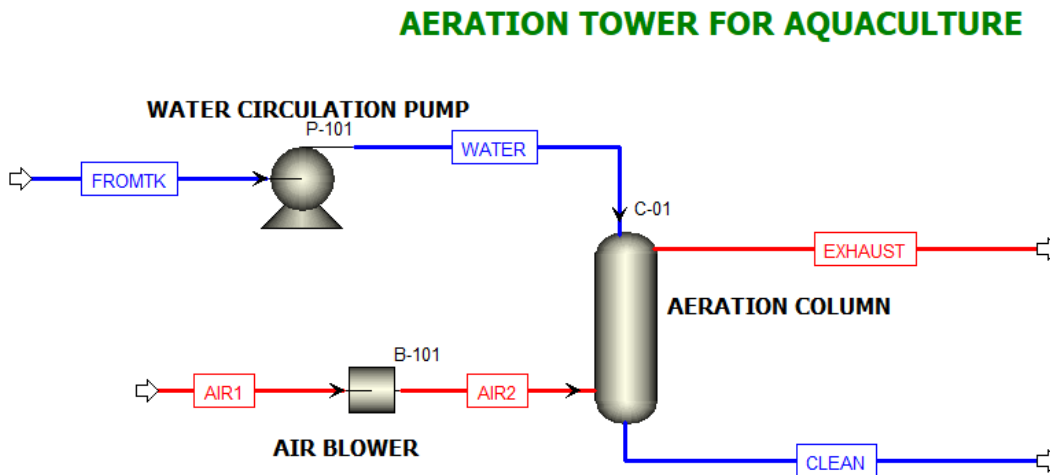 AERATION TOWER FOR AQUACULTURE
WATER CIRCULATION PUMP
P-101
WATER
FROMTK
C-01
EXHAUST
AERATION COLUMN
B-101
AIR1
AIR2
AIR BLOWER
CLEAN